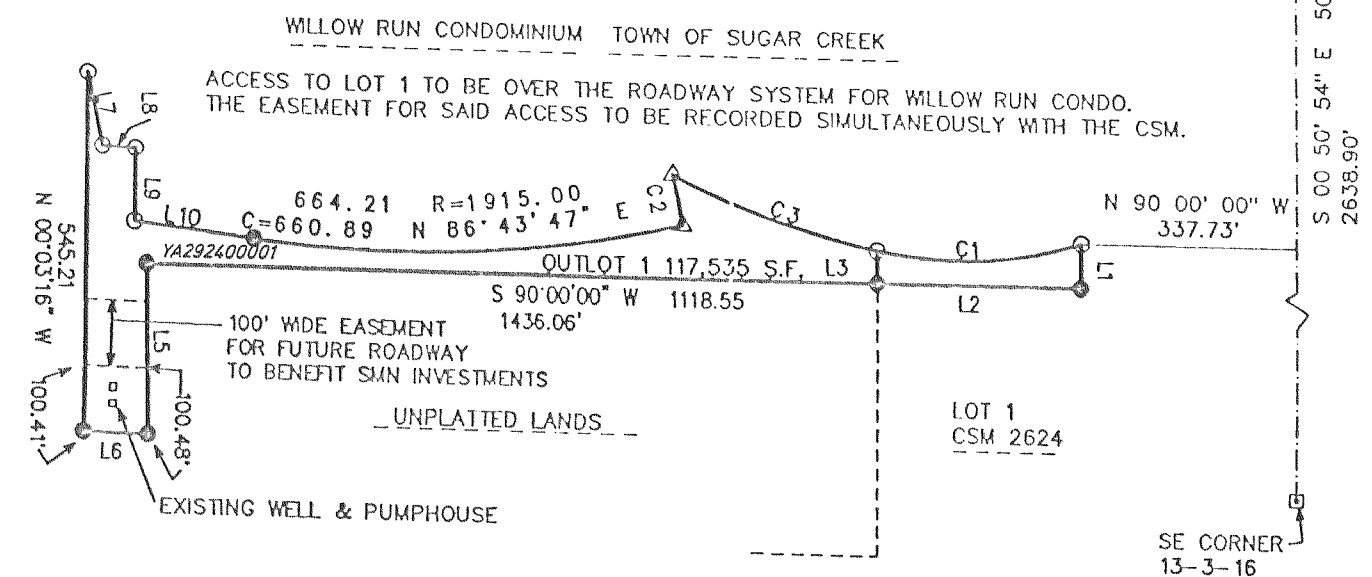 WILLOW RUN CONDOMINIUM TOWN OF SUGAR CREEK
ACCESS TO LOT 1 TO BE OVER THE ROADWAY SYSTEM FOR WILLOW RUN CONDO.
THE EASEMENT FOR SAID ACCESS TO BE RECORDED SIMULTANEOUSLY WITH THE CSM.
S 00 50' 54" E
2638.90'
L7
L8
L9
L10
664.21 R=1915.00
C=660.89 N 86°43'47" E
C2
C3
C1
L1
N 90 00' 00" W
337.73'
YA292400001
OUTLOT 1 117,535 S.F, L3
L2
S 90°00'00" W 1118.55
1436.06'
545.21
N 00°03'16" W
100' WIDE EASEMENT
FOR FUTURE ROADWAY
TO BENEFIT SMN INVESTMENTS
L5
100.41'
100.48'
L6
UNPLATTED LANDS
LOT 1
CSM 2624
EXISTING WELL & PUMPHOUSE
SE CORNER
13-3-16